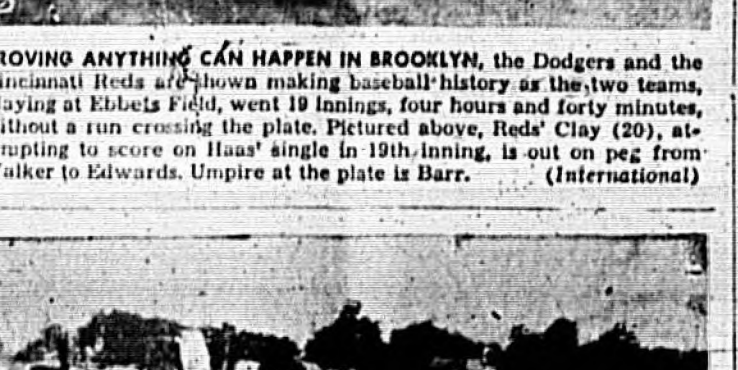 ROVING ANYTHING CAN HAPPEN IN BROOKLYN, the Dodgers and the
incinnati Reds are shown making baseball history as the two teams,
aying at Ebbets Field, went 19 innings, four hours and forty minutes,
ithout a run crossing the plate. Pictured above, Reds' Clay (20), at-
mpting to score on Haas' single in 19th inning, is out on peg from
alker to Edwards. Umpire at the plate is Barr. (International)